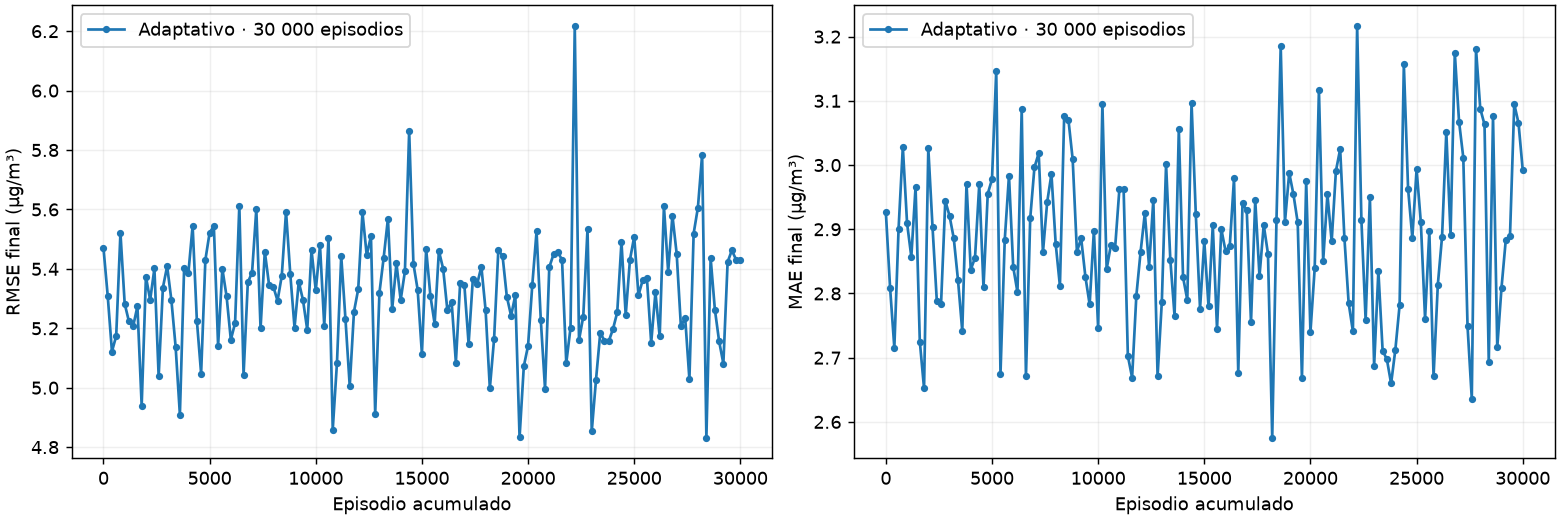 Adaptativo · 30 000 episodios
RMSE final (µg/m³)
6.2
6.0
5.8
5.6
5.4
5.2
5.0
4.8
0 5000 10000 15000 20000 25000 30000
Episodio acumulado
Adaptativo · 30 000 episodios
MAE final (µg/m³)
3.2
3.1
3.0
2.9
2.8
2.7
2.6
0 5000 10000 15000 20000 25000 30000
Episodio acumulado